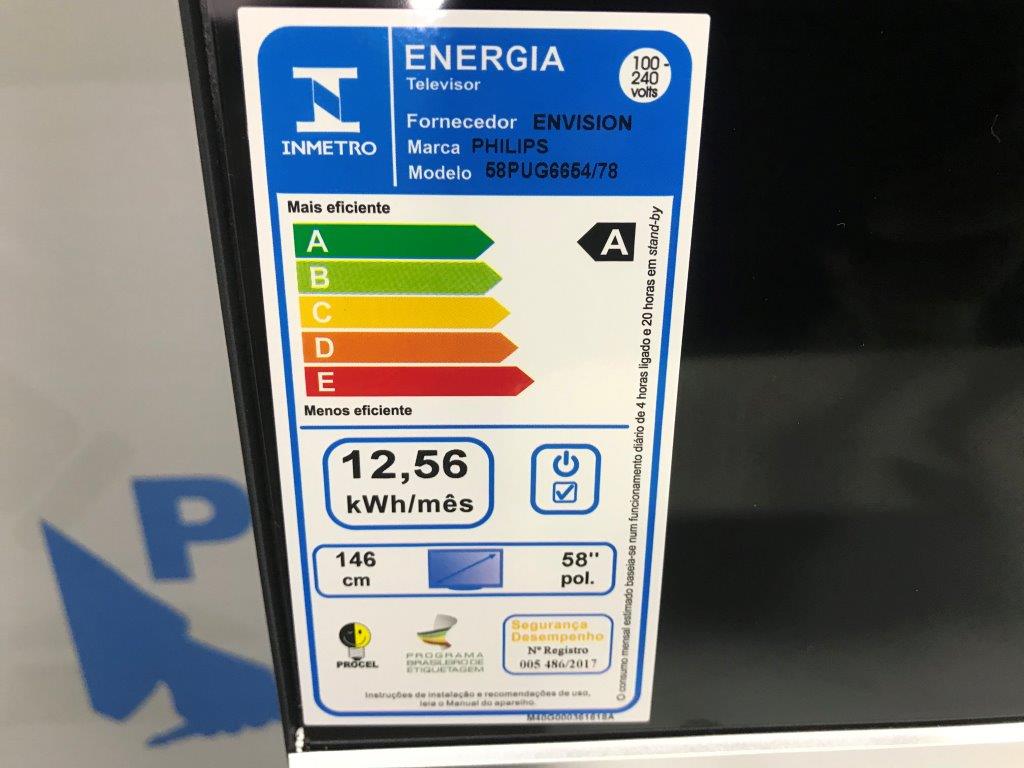 ENERGIA
Televisor
100 -
240
volts
INMETRO
Fornecedor ENVISION
Marca PHILIPS
Modelo 58PUG6654/78
Mais eficiente
A
A
B
C
D
E
Menos eficiente
O consumo mensal estimado baseia-se num funcionamento diário de 4 horas ligado e 20 horas em stand-by
12,56
kWh/mês
146
cm
58"
pol.
PROCEL
PROGRAMA
BRASILEIRO DE
ETIQUETAGEM
Segurança
Desempenho
Nº Registro
005 486/2017
Instruções de instalação e recomendações de uso,
leia o Manual do aparelho.
M40G000361618A
P